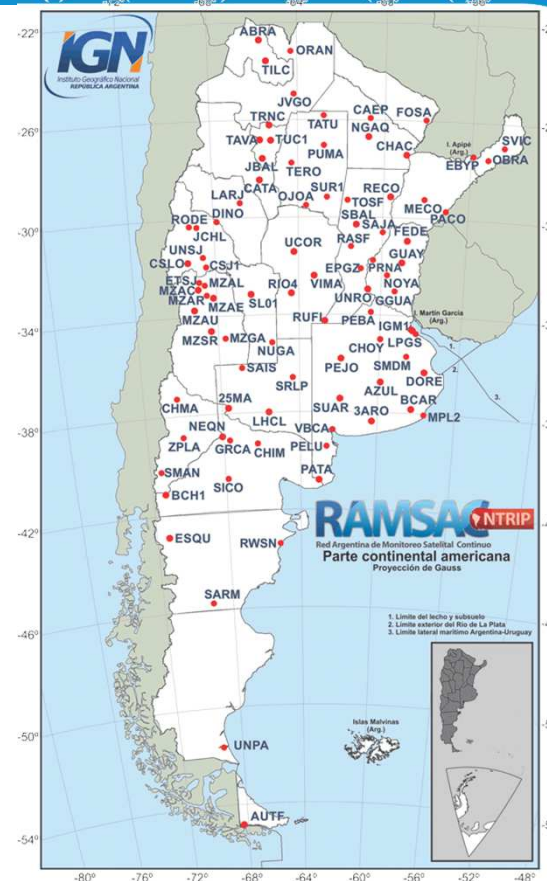 -22°
-26°
-30°
-34°
-38°
-42°
-46°
-50°
-54°
IGN
Instituto Geográfico Nacional
REPÚBLICA ARGENTINA
ABRA
ORAN
TILC
JVGO
TRNC
TATU
CAEP
FOSA
NGAQ
TAVA
TUC1
PUMA
CHAC
SVIC
I. Apipé
(Arg.)
EBYP
OBRA
JBAL
TERO
CATA
SUR1
RECO
LARJ
OJOA
TOSF
MECO
PACO
DINO
SBAL
SAJA
RODE
FEDE
JCHL
UCOR
RASF
GUAY
UNSJ
CSLO
CSJ1
EPGZ
PRNA
ETSJ
MZAL
RIO4
VIMA
NOYA
MZAC
MZAR
MZAE
SL01
UNRO
GGUA
MZAU
RUFI
PEBA
I. Martín García
(Arg.)
IGM1
MZSR
MZGA
NUGA
CHOY
LPGS
1.
SAIS
PEJO
SMDM
2.
SRLP
DORE
AZUL
3.
CHMA
25MA
BCAR
LHCL
SUAR
3ARO
MPL2
NEQN
VBCA
ZPLA
GRCA
CHIM
PELU
SMAN
PATA
BCH1
SICO
RAMSAC NTRIP
Red Argentina de Monitoreo Satelital Continuo
Parte continental americana
Proyección de Gauss
ESQU
RWSN
SARM
1. Límite del lecho y subsuelo
2. Límite exterior del Río de La Plata
3. Límite lateral marítimo Argentina-Uruguay
Islas Malvinas
(Arg.)
UNPA
AUTF
-80°
-76°
-72°
-68°
-64°
-60°
-56°
-52°
-48°